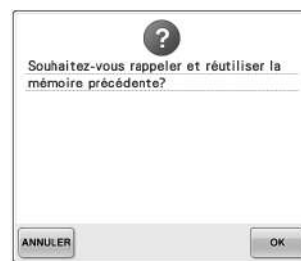 ?
Souhaitez-vous rappeler et réutiliser la
mémoire précédente?
ANNULER
OK